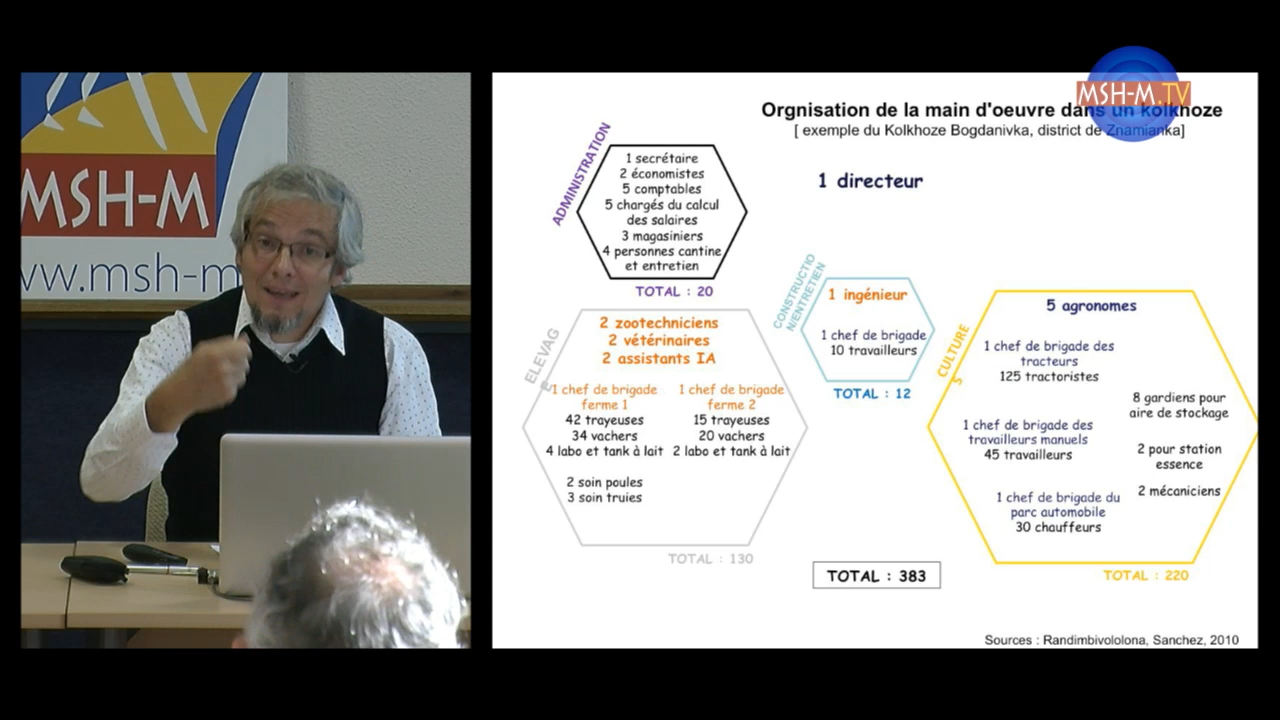 MSH-M
ww.msh-m
MSH-M.TV
Orgnisation de la main d'oeuvre dans un kolkhoze
[ exemple du Kolkhoze Bogdanivka, district de Znamianka]
1 directeur
ADMINISTRATION
1 secrétaire
2 économistes
5 comptables
5 chargés du calcul
des salaires
3 magasiniers
4 personnes cantine
et entretien
TOTAL : 20
CONSTRUCTIO
N/ENTRETIEN
1 ingénieur
1 chef de brigade
10 travailleurs
TOTAL : 12
ELEVAG
E
2 zootechniciens
2 vétérinaires
2 assistants IA
1 chef de brigade
ferme 1
42 trayeuses
34 vachers
4 labo et tank à lait
1 chef de brigade
ferme 2
15 trayeuses
20 vachers
2 labo et tank à lait
2 soin poules
3 soin truies
TOTAL : 130
CULTURE
S
5 agronomes
1 chef de brigade des
tracteurs
125 tractoristes
1 chef de brigade des
travailleurs manuels
45 travailleurs
1 chef de brigade du
parc automobile
30 chauffeurs
8 gardiens pour
aire de stockage
2 pour station
essence
2 mécaniciens
TOTAL : 220
TOTAL : 383
Sources : Randimbivololona, Sanchez, 2010